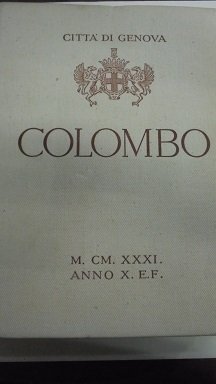 CITTÀ DI GENOVA
COLOMBO
M. CM. XXXI.
ANNO X. E.F.